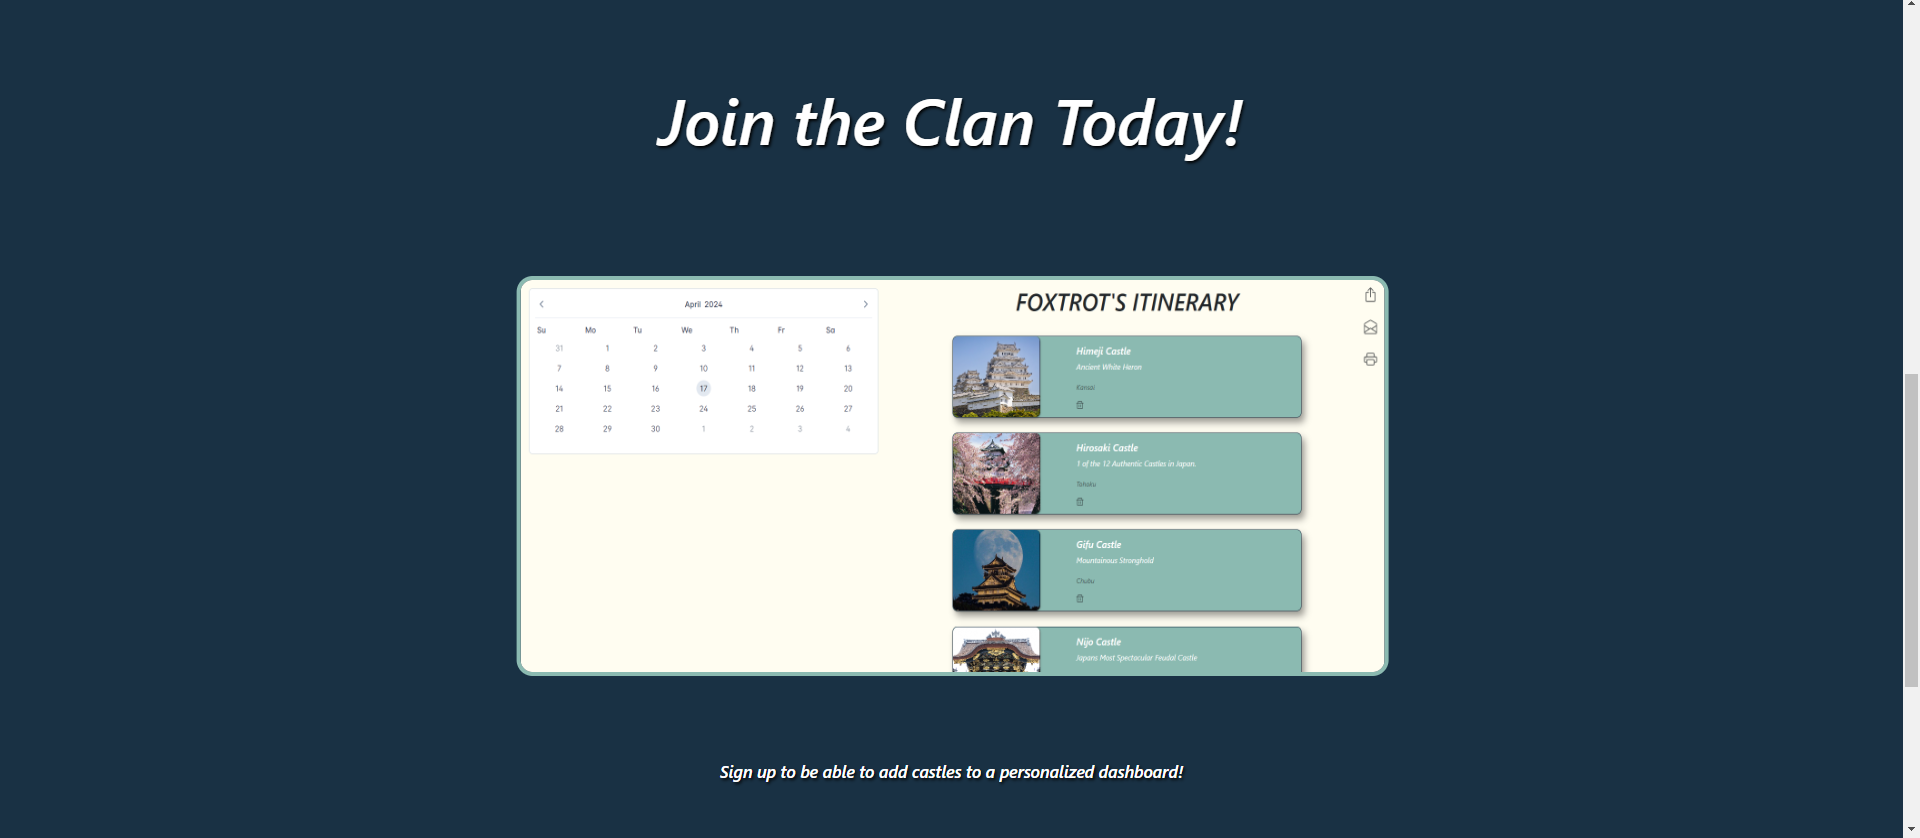 Join the Clan Today!
April 2024
Su Mo Tu We Th Fr Sa
31 1 2 3 4 5 6
7 8 9 10 11 12 13
14 15 16 17 18 19 20
21 22 23 24 25 26 27
28 29 30 1 2 3 4
FOXTROT'S ITINERARY
Himeji Castle
Ancient White Heron
Kansai
Hirosaki Castle
1 of the 12 Authentic Castles in Japan.
Tohoku
Gifu Castle
Mountainous Stronghold
Chubu
Nijo Castle
Japans Most Spectacular Feudal Castle
Sign up to be able to add castles to a personalized dashboard!